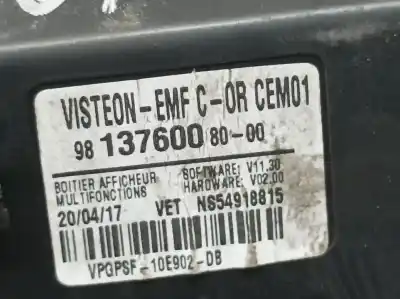 VISTEON-EMF C-OR CEM01
98 137600 80-00
BOITIER AFFICHEUR SOFTWARE: V11.30
MULTIFONCTIONS HARDWARE: V02.00
20/04/17 VET NS54918815
VPGPSF-10E902-DB